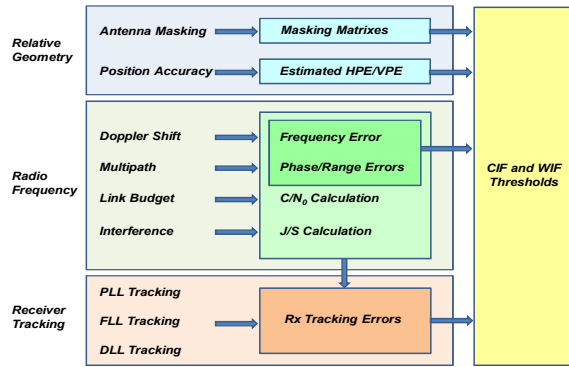 Relative
Geometry
Antenna Masking
Masking Matrixes
Position Accuracy
Estimated HPE/VPE
Radio
Frequency
Doppler Shift
Frequency Error
Multipath
Phase/Range Errors
Link Budget
C/N0 Calculation
Interference
J/S Calculation
Receiver
Tracking
PLL Tracking
FLL Tracking
DLL Tracking
Rx Tracking Errors
CIF and WIF
Thresholds